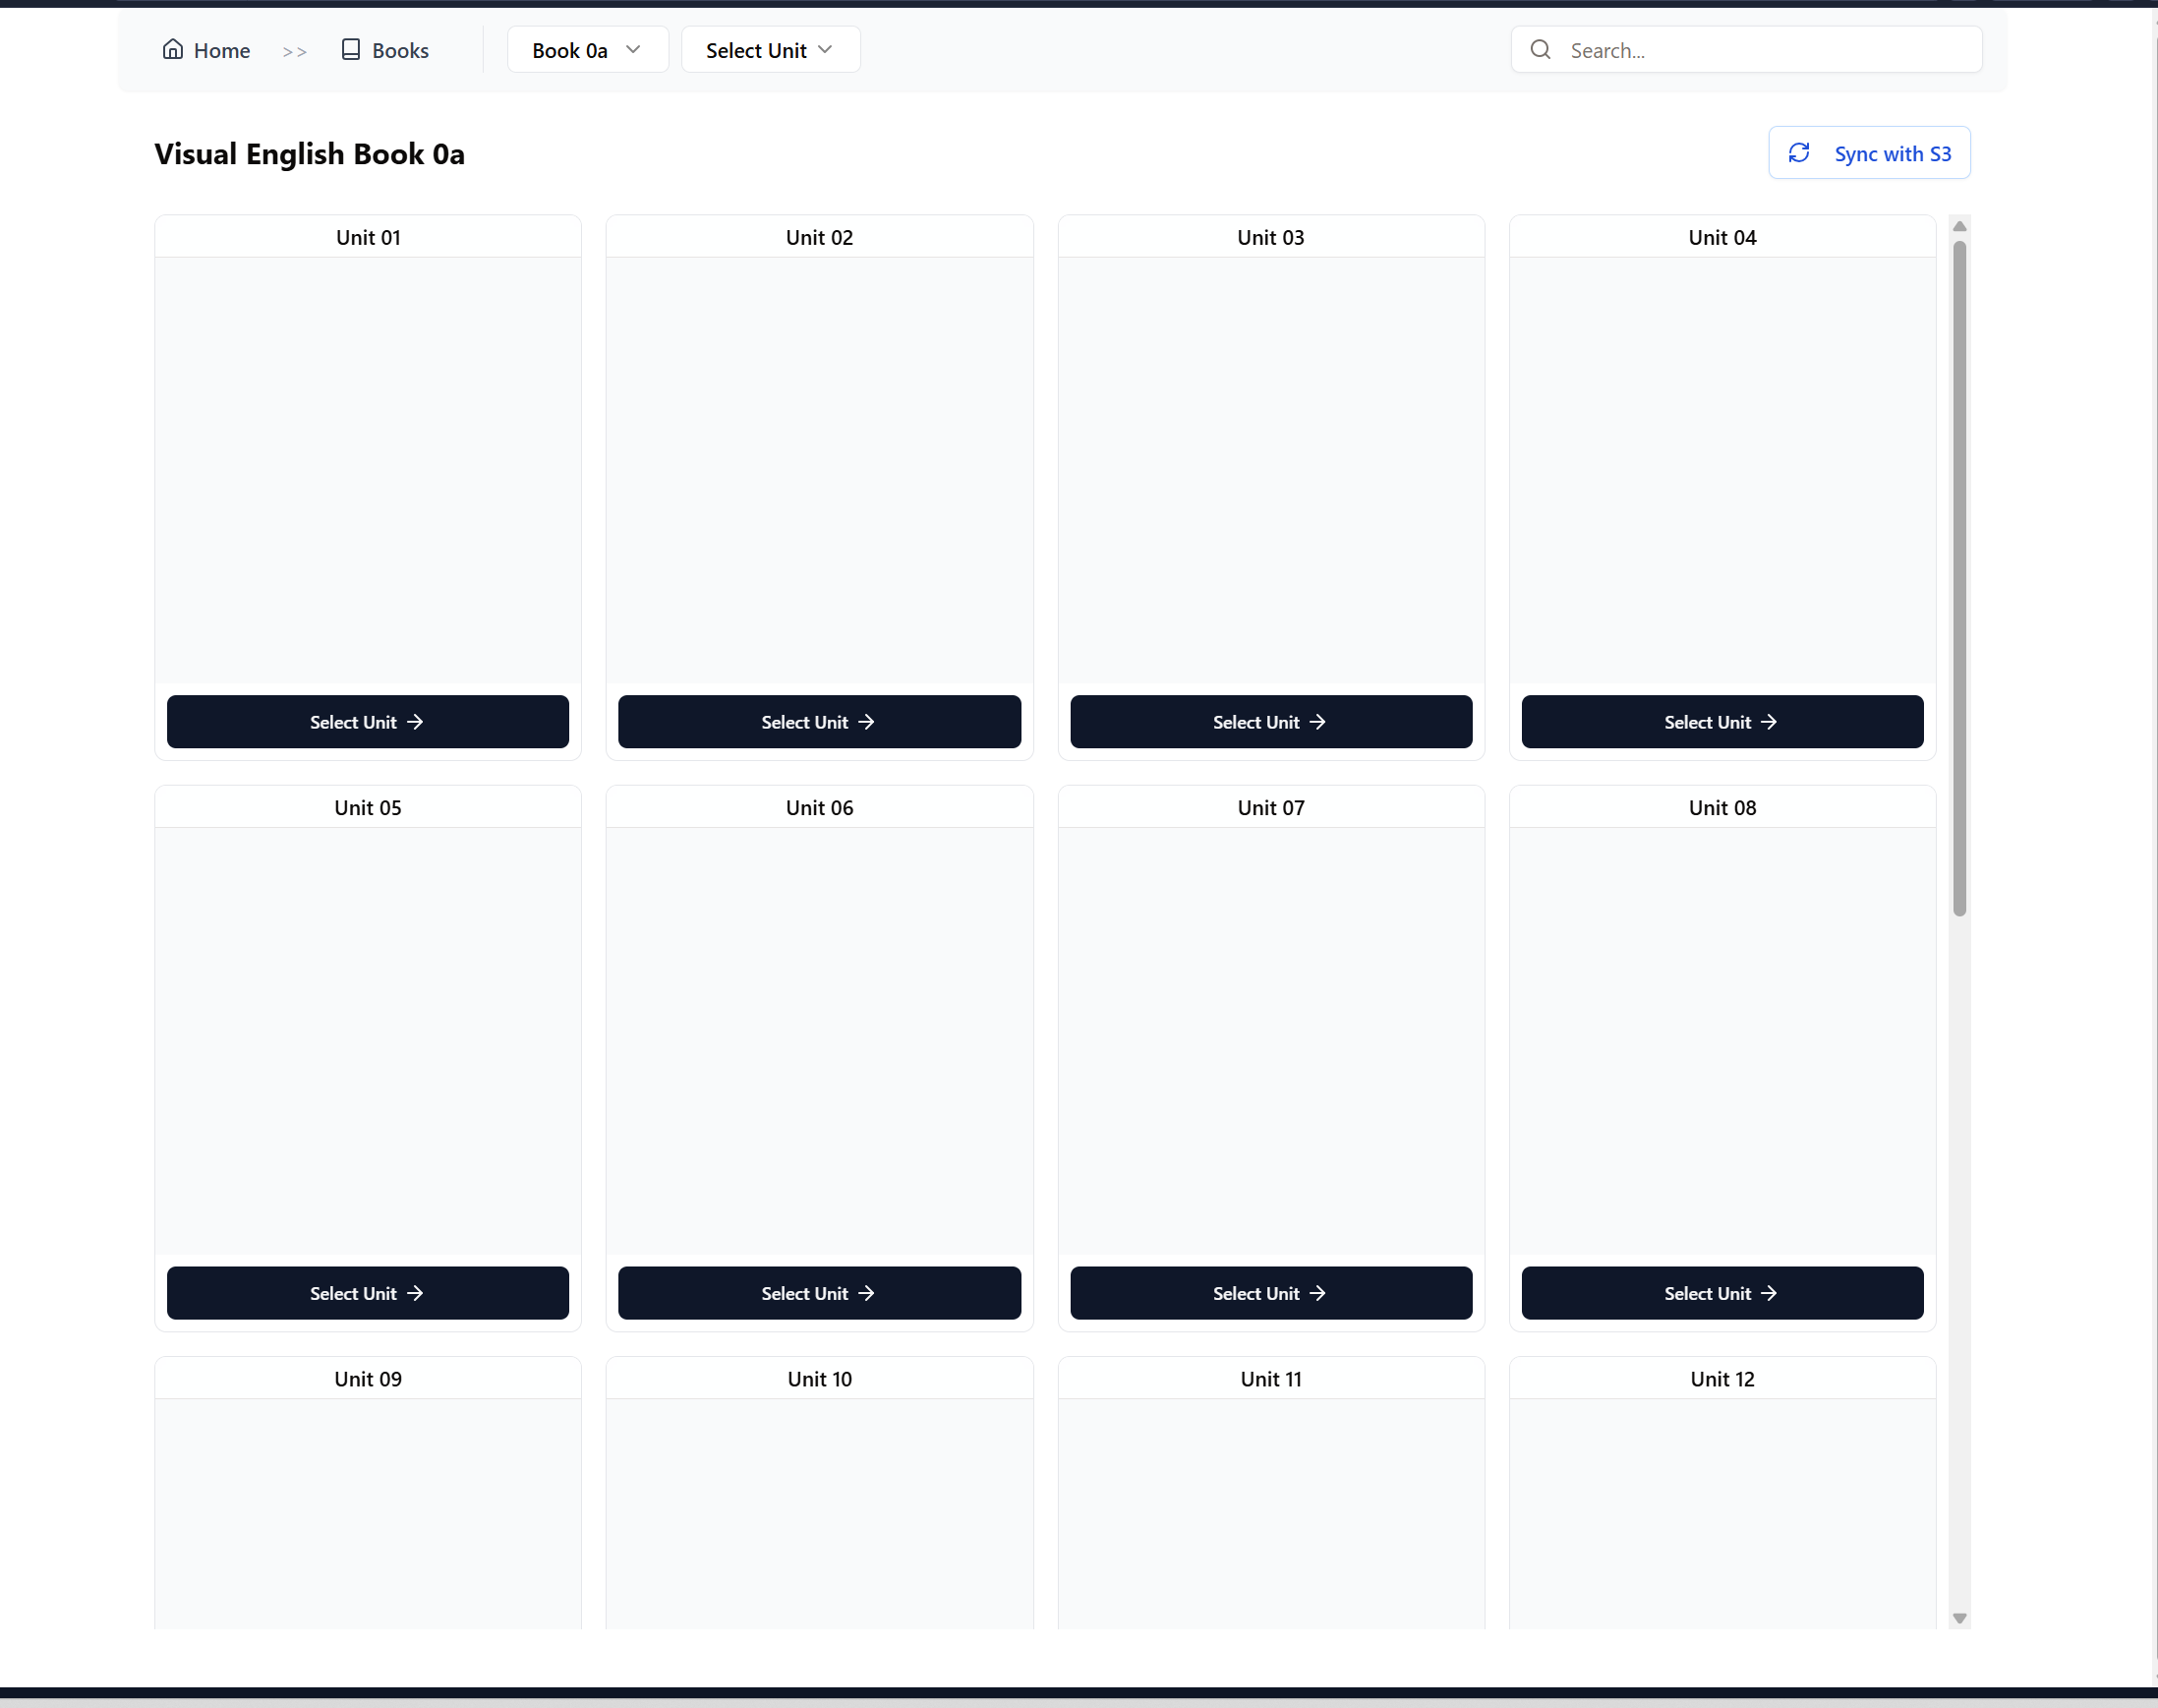 Home >> Books Book 0a Select Unit Search...
Visual English Book 0a Sync with S3
Unit 01 Unit 02 Unit 03 Unit 04
Select Unit → Select Unit → Select Unit → Select Unit →
Unit 05 Unit 06 Unit 07 Unit 08
Select Unit → Select Unit → Select Unit → Select Unit →
Unit 09 Unit 10 Unit 11 Unit 12